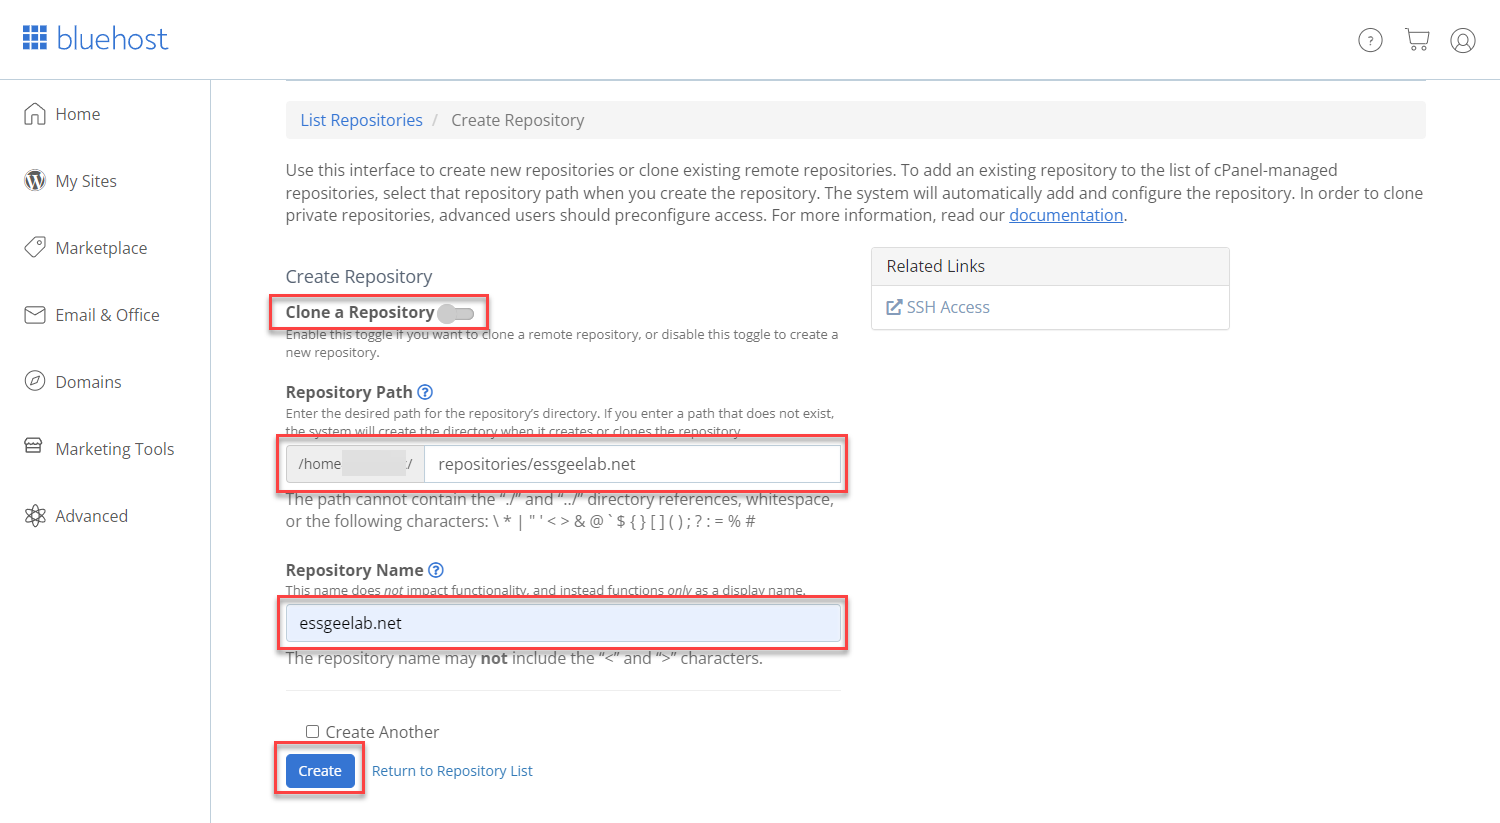 bluehost
?
Home
My Sites
Marketplace
Email & Office
Domains
Marketing Tools
Advanced
List Repositories / Create Repository
Use this interface to create new repositories or clone existing remote repositories. To add an existing repository to the list of cPanel-managed
repositories, select that repository path when you create the repository. The system will automatically add and configure the repository. In order to clone
private repositories, advanced users should preconfigure access. For more information, read our documentation.
Create Repository
Clone a Repository
Enable this toggle if you want to clone a remote repository, or disable this toggle to create a
new repository.
Repository Path ?
Enter the desired path for the repository’s directory. If you enter a path that does not exist,
the system will create the directory when it creates or clones the repository.
/home / repositories/essgeelab.net
The path cannot contain the “./” and “../” directory references, whitespace,
or the following characters: \ * | " ' < > & @ ` $ { } [ ] ( ) ; ? : = % #
Repository Name ?
This name does not impact functionality, and instead functions only as a display name.
essgeelab.net
The repository name may not include the “<” and “>” characters.
Create Another
Create Return to Repository List
Related Links
SSH Access